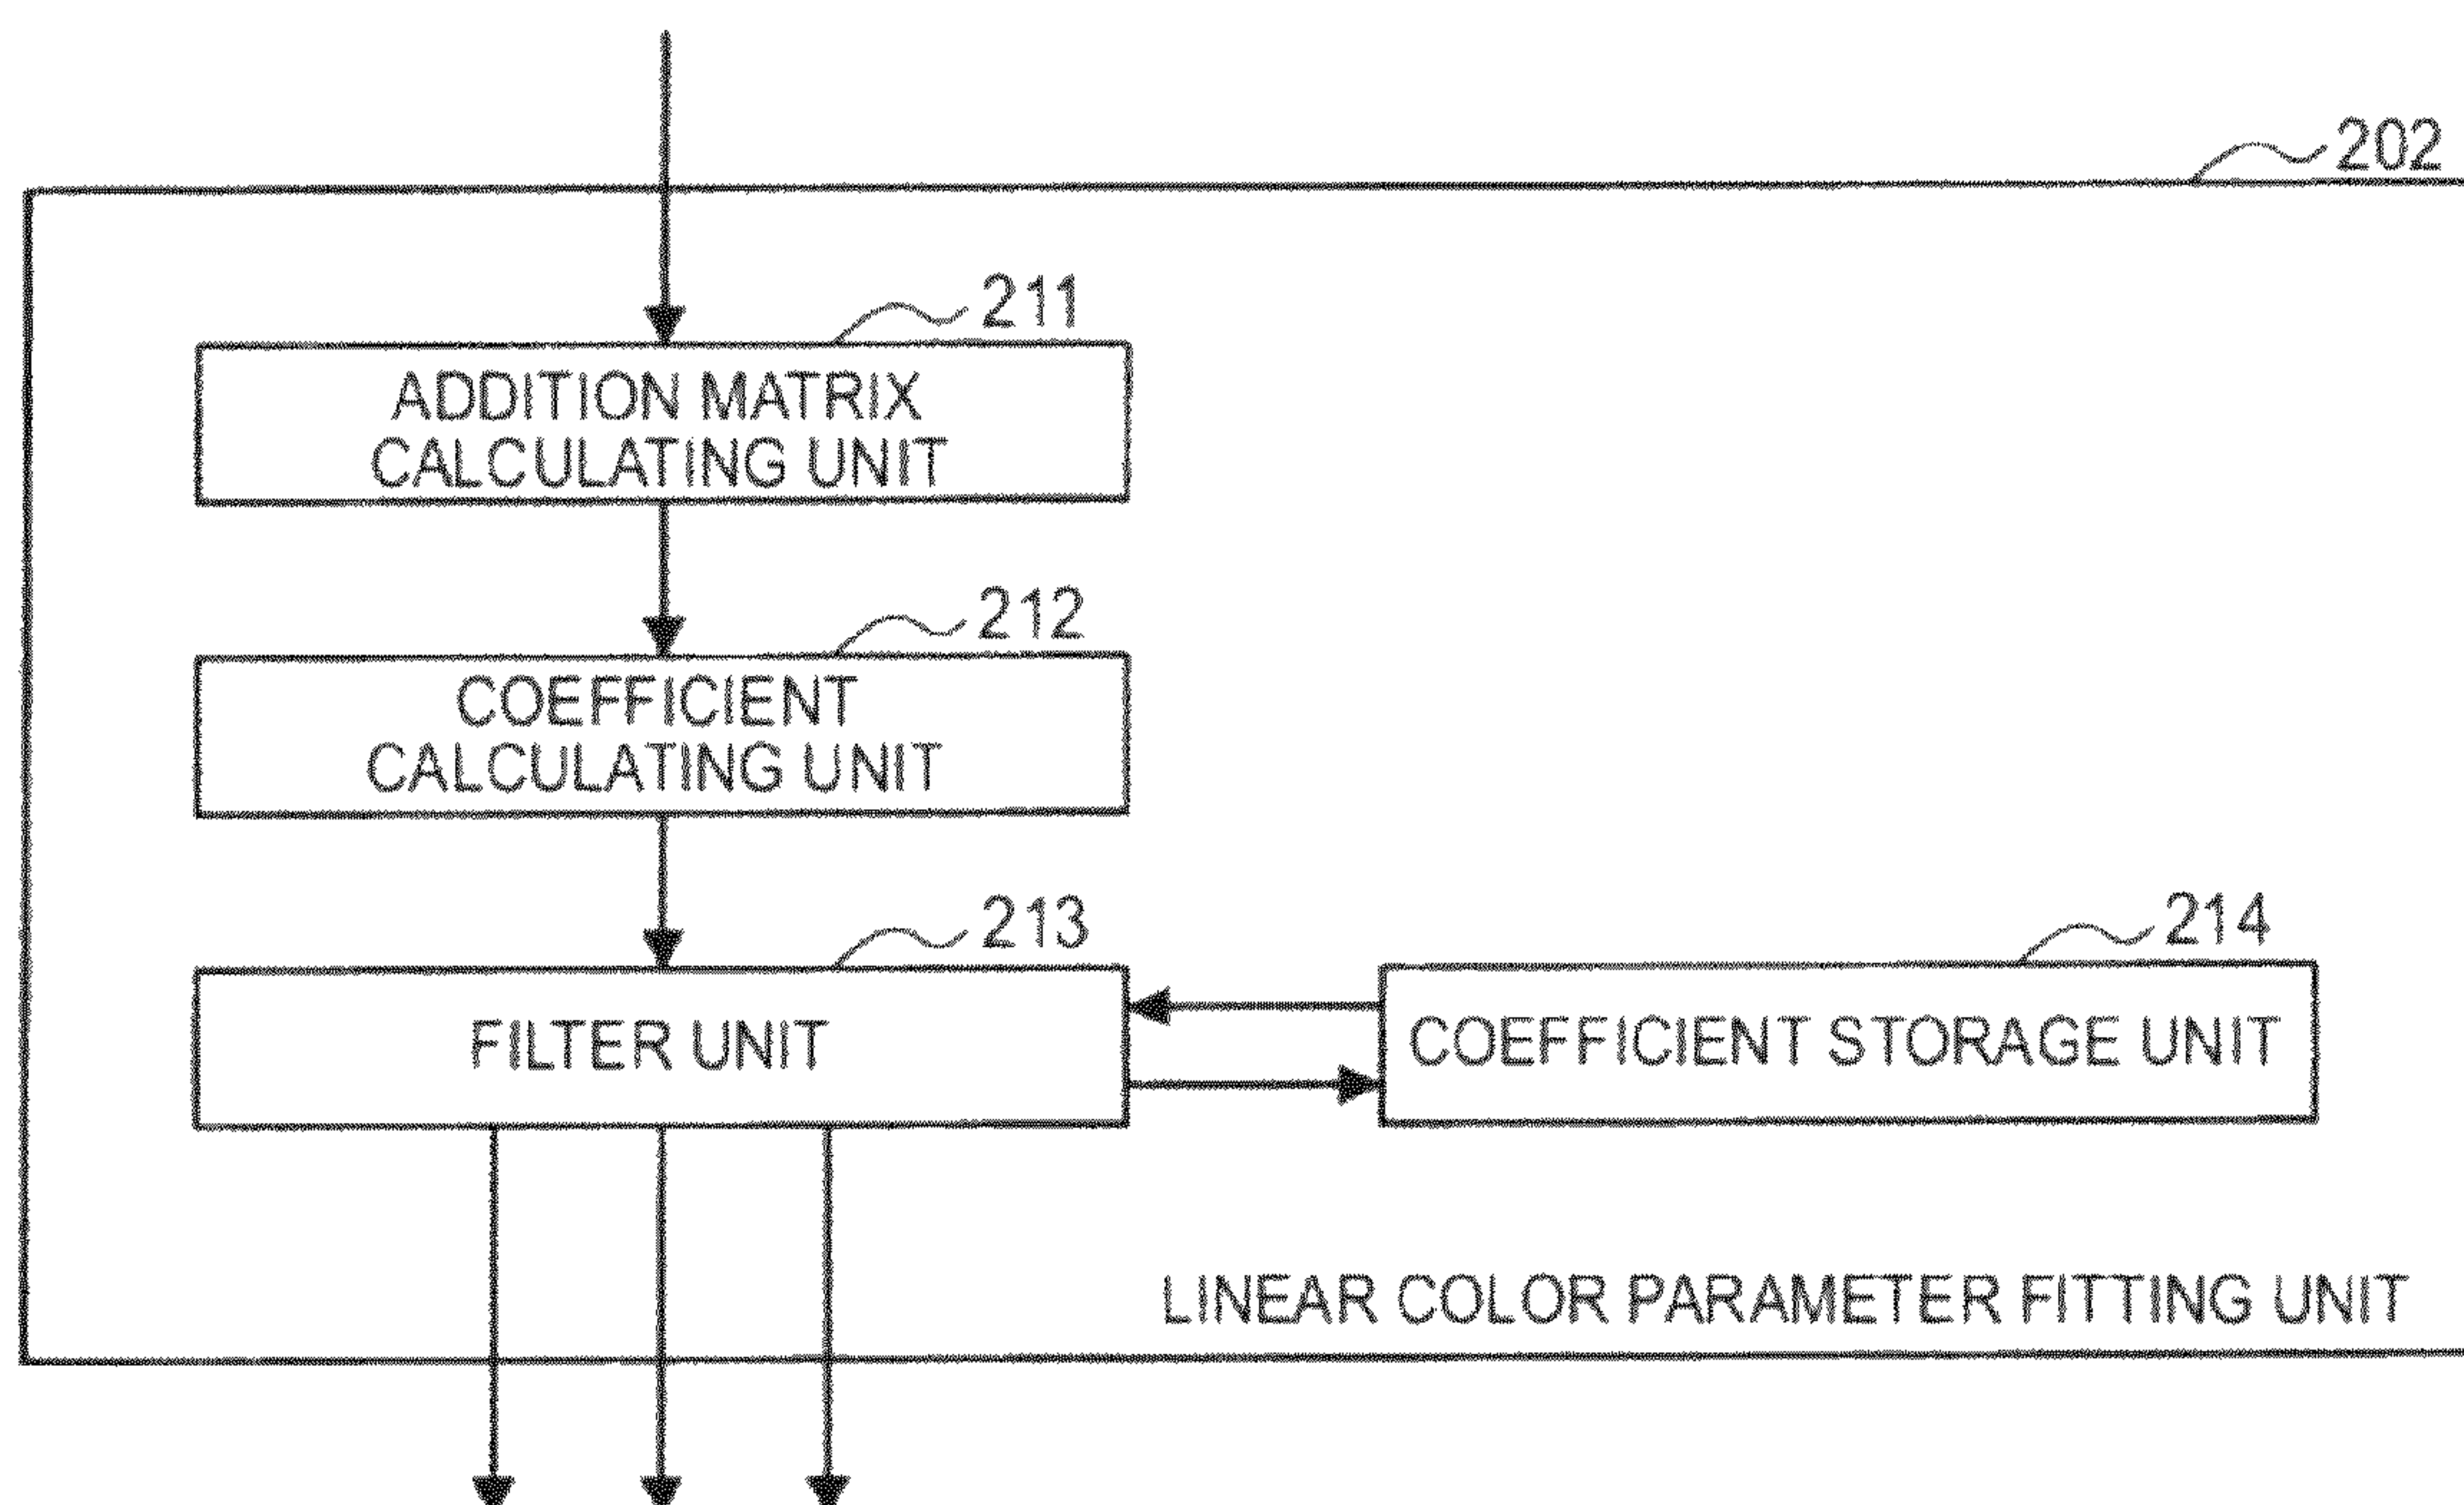 202
211
ADDITION MATRIX
CALCULATING UNIT
212
COEFFICIENT
CALCULATING UNIT
213
FILTER UNIT
214
COEFFICIENT STORAGE UNIT
LINEAR COLOR PARAMETER FITTING UNIT